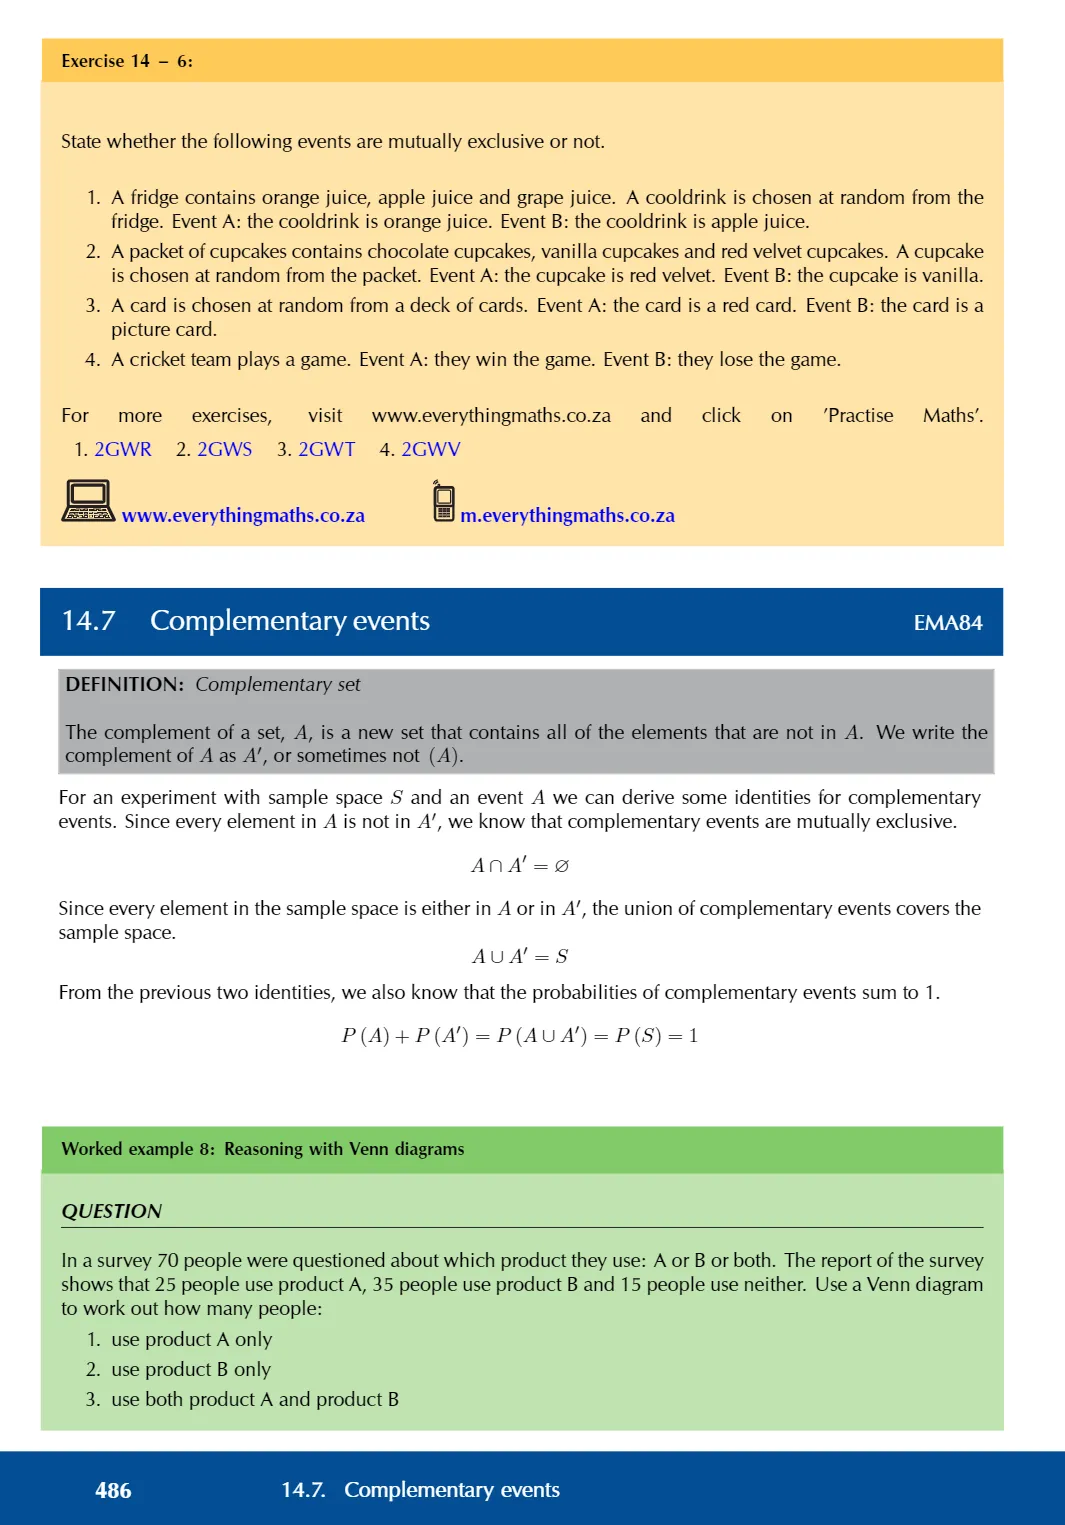 Exercise 14 – 6:
State whether the following events are mutually exclusive or not.
1. A fridge contains orange juice, apple juice and grape juice. A cooldrink is chosen at random from the
fridge. Event A: the cooldrink is orange juice. Event B: the cooldrink is apple juice.
2. A packet of cupcakes contains chocolate cupcakes, vanilla cupcakes and red velvet cupcakes. A cupcake
is chosen at random from the packet. Event A: the cupcake is red velvet. Event B: the cupcake is vanilla.
3. A card is chosen at random from a deck of cards. Event A: the card is a red card. Event B: the card is a
picture card.
4. A cricket team plays a game. Event A: they win the game. Event B: they lose the game.
For more exercises, visit www.everythingmaths.co.za and click on ’Practise Maths’.
1. 2GWR 2. 2GWS 3. 2GWT 4. 2GWV
www.everythingmaths.co.za m.everythingmaths.co.za
14.7 Complementary events EMA84
DEFINITION: Complementary set
The complement of a set, A, is a new set that contains all of the elements that are not in A. We write the
complement of A as A′, or sometimes not (A).
For an experiment with sample space S and an event A we can derive some identities for complementary
events. Since every element in A is not in A′, we know that complementary events are mutually exclusive.
A ∩ A′ = ∅
Since every element in the sample space is either in A or in A′, the union of complementary events covers the
sample space.
A ∪ A′ = S
From the previous two identities, we also know that the probabilities of complementary events sum to 1.
P (A) + P (A′) = P (A ∪ A′) = P (S) = 1
Worked example 8: Reasoning with Venn diagrams
QUESTION
In a survey 70 people were questioned about which product they use: A or B or both. The report of the survey
shows that 25 people use product A, 35 people use product B and 15 people use neither. Use a Venn diagram
to work out how many people:
1. use product A only
2. use product B only
3. use both product A and product B
486 14.7. Complementary events